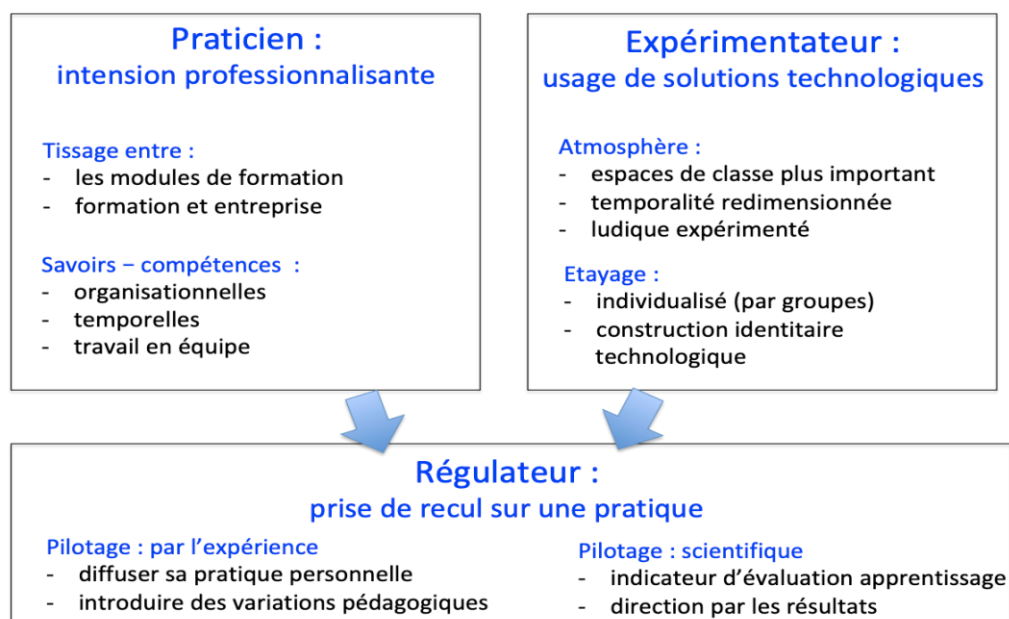 Praticien :
intension professionnalisante
Tissage entre :
- les modules de formation
- formation et entreprise
Savoirs – compétences :
- organisationnelles
- temporelles
- travail en équipe
Expérimentateur :
usage de solutions technologiques
Atmosphère :
- espaces de classe plus important
- temporalité redimensionnée
- ludique expérimenté
Etayage :
- individualisé (par groupes)
- construction identitaire
technologique
Régulateur :
prise de recul sur une pratique
Pilotage : par l’expérience
- diffuser sa pratique personnelle
- introduire des variations pédagogiques
Pilotage : scientifique
- indicateur d’évaluation apprentissage
- direction par les résultats